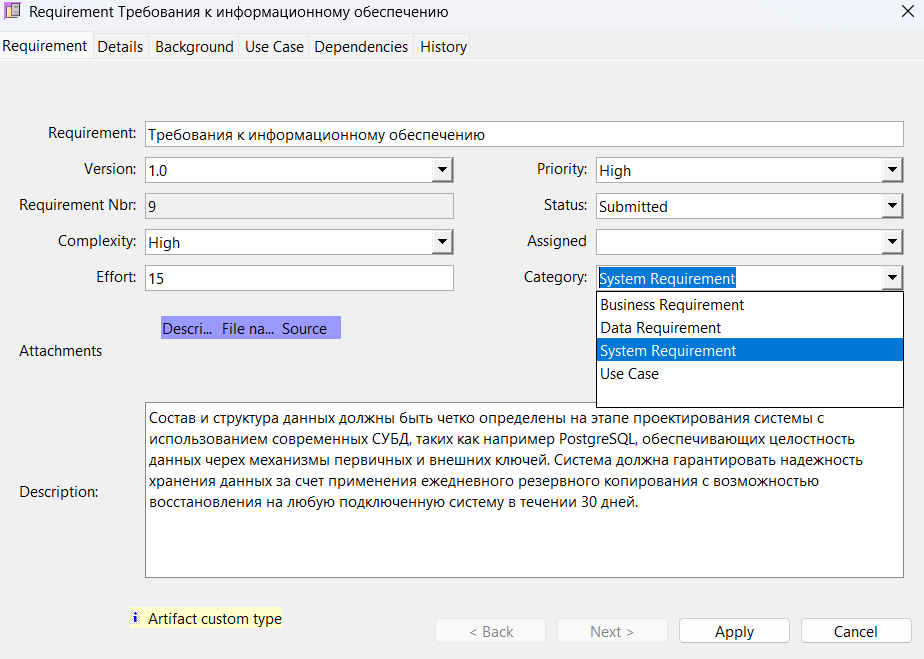 Requirement Требования к информационному обеспечению
Requirement Details Background Use Case Dependencies History
Requirement: Требования к информационному обеспечению
Version: 1.0 Priority: High
Requirement Nbr: 9 Status: Submitted
Complexity: High Assigned
Effort: 15 Category: System Requirement
Business Requirement
Data Requirement
System Requirement
Use Case
Descri... File na... Source
Attachments
Description:
Состав и структура данных должны быть четко определены на этапе проектирования системы с
использованием современных СУБД, таких как например PostgreSQL, обеспечивающих целостность
данных черех механизмы первичных и внешних ключей. Система должна гарантировать надежность
хранения данных за счет применения ежедневного резервного копирования с возможностью
восстановления на любую подключенную систему в течении 30 дней.
i Artifact custom type
< Back Next > Apply Cancel